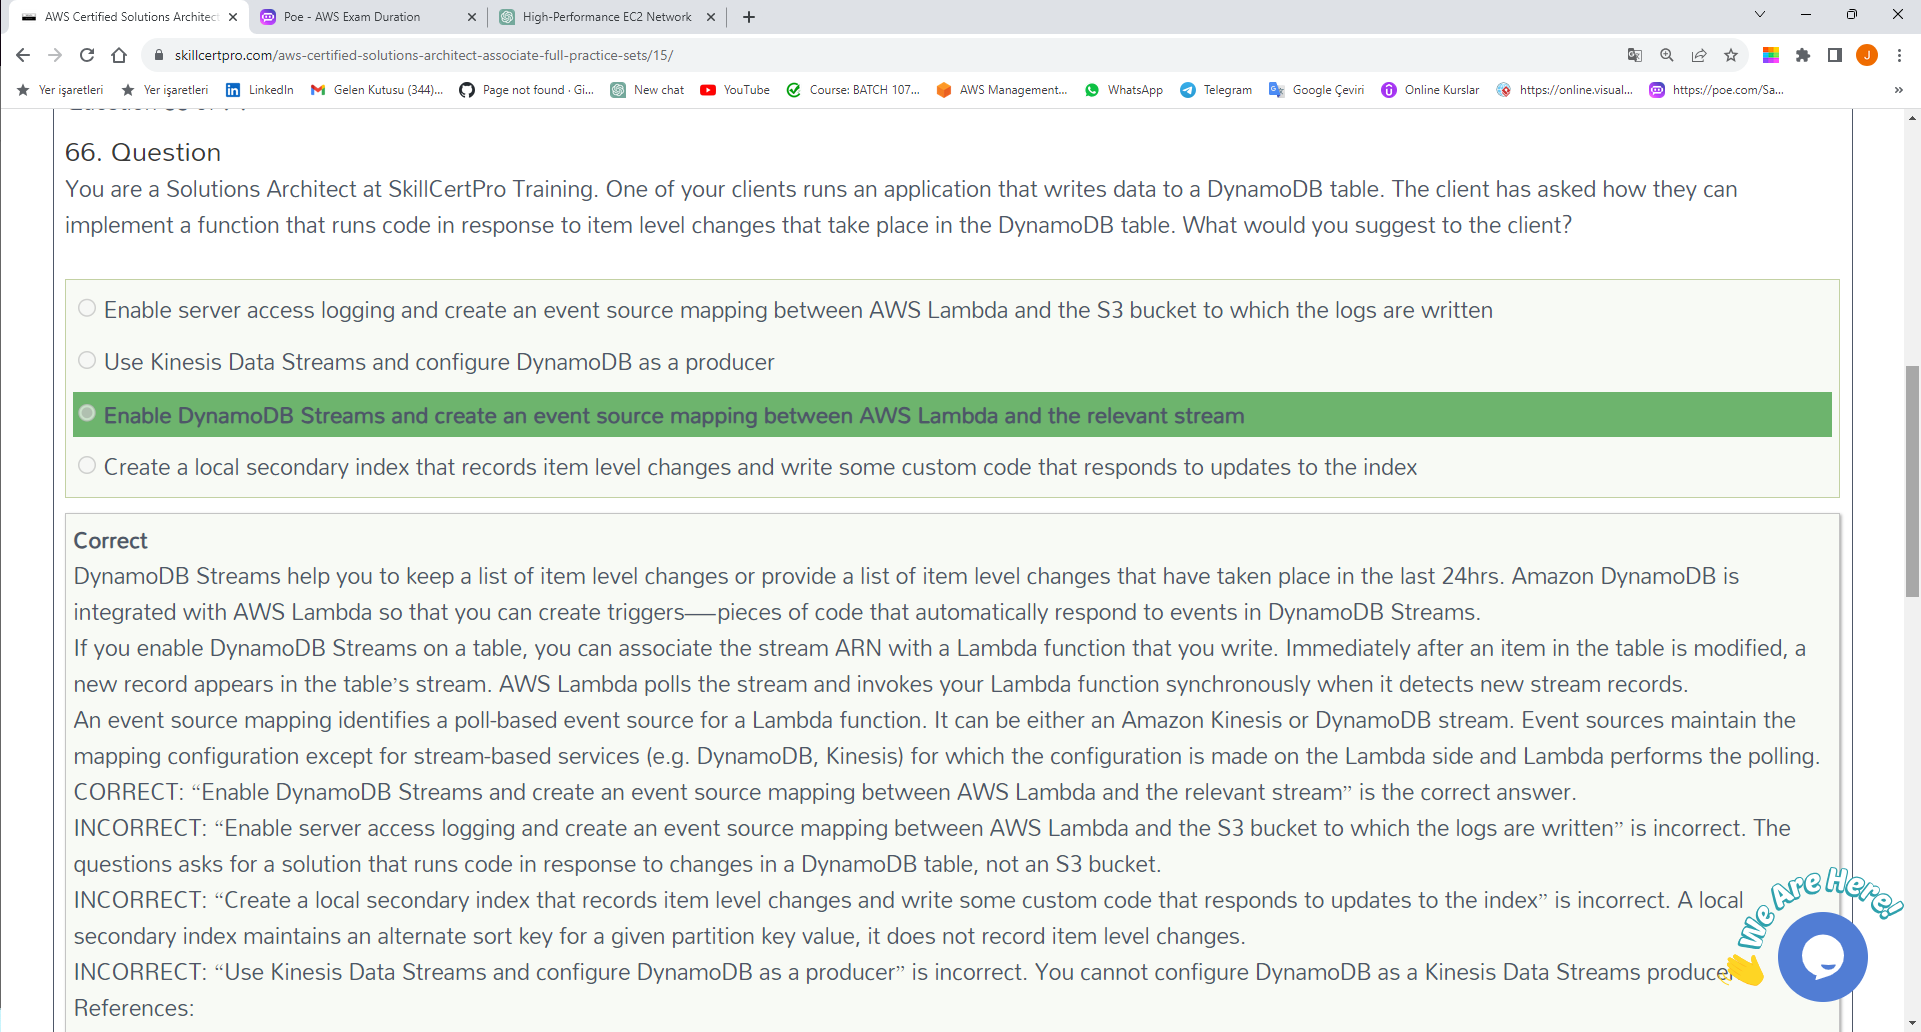 AWS Certified Solutions Architect
Poe - AWS Exam Duration
High-Performance EC2 Network
skillcertpro.com/aws-certified-solutions-architect-associate-full-practice-sets/15/
J
Yer işaretleri
Yer işaretleri
LinkedIn
Gelen Kutusu (344)...
Page not found · Gi...
New chat
YouTube
Course: BATCH 107...
AWS Management...
WhatsApp
Telegram
Google Çeviri
Online Kurslar
https://online.visual...
https://poe.com/Sa...
66. Question
You are a Solutions Architect at SkillCertPro Training. One of your clients runs an application that writes data to a DynamoDB table. The client has asked how they can
implement a function that runs code in response to item level changes that take place in the DynamoDB table. What would you suggest to the client?
Enable server access logging and create an event source mapping between AWS Lambda and the S3 bucket to which the logs are written
Use Kinesis Data Streams and configure DynamoDB as a producer
Enable DynamoDB Streams and create an event source mapping between AWS Lambda and the relevant stream
Create a local secondary index that records item level changes and write some custom code that responds to updates to the index
Correct
DynamoDB Streams help you to keep a list of item level changes or provide a list of item level changes that have taken place in the last 24hrs. Amazon DynamoDB is
integrated with AWS Lambda so that you can create triggers—pieces of code that automatically respond to events in DynamoDB Streams.
If you enable DynamoDB Streams on a table, you can associate the stream ARN with a Lambda function that you write. Immediately after an item in the table is modified, a
new record appears in the table’s stream. AWS Lambda polls the stream and invokes your Lambda function synchronously when it detects new stream records.
An event source mapping identifies a poll-based event source for a Lambda function. It can be either an Amazon Kinesis or DynamoDB stream. Event sources maintain the
mapping configuration except for stream-based services (e.g. DynamoDB, Kinesis) for which the configuration is made on the Lambda side and Lambda performs the polling.
CORRECT: “Enable DynamoDB Streams and create an event source mapping between AWS Lambda and the relevant stream” is the correct answer.
INCORRECT: “Enable server access logging and create an event source mapping between AWS Lambda and the S3 bucket to which the logs are written” is incorrect. The
questions asks for a solution that runs code in response to changes in a DynamoDB table, not an S3 bucket.
INCORRECT: “Create a local secondary index that records item level changes and write some custom code that responds to updates to the index” is incorrect. A local
secondary index maintains an alternate sort key for a given partition key value, it does not record item level changes.
INCORRECT: “Use Kinesis Data Streams and configure DynamoDB as a producer” is incorrect. You cannot configure DynamoDB as a Kinesis Data Streams producer
References:
We Are Here!